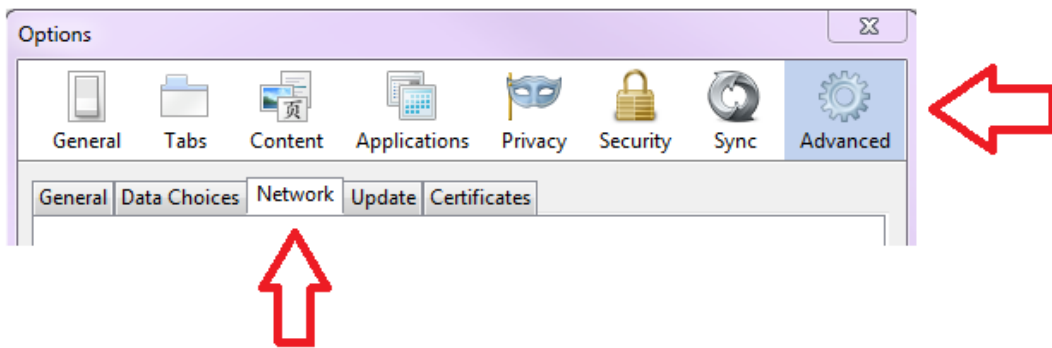 Options
General Tabs Content Applications Privacy Security Sync Advanced
General Data Choices Network Update Certificates
页